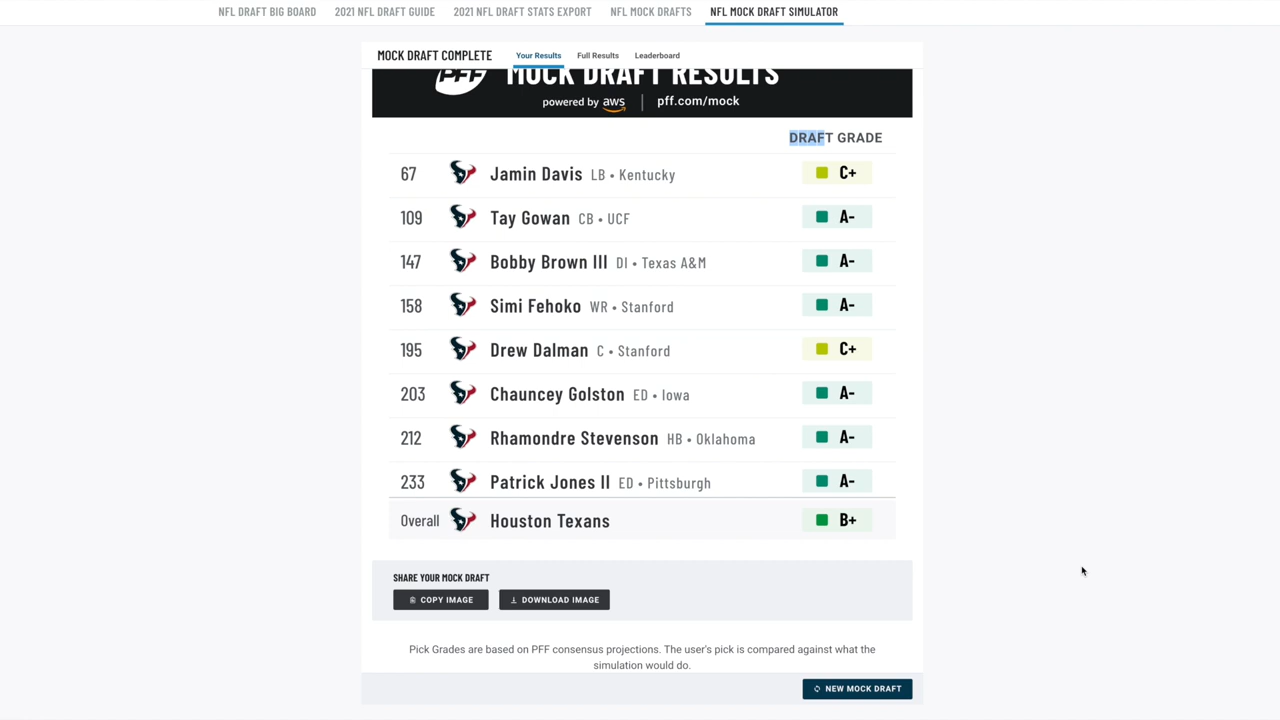 NFL DRAFT BIG BOARD 2021 NFL DRAFT GUIDE 2021 NFL DRAFT STATS EXPORT NFL MOCK DRAFTS NFL MOCK DRAFT SIMULATOR
MOCK DRAFT COMPLETE Your Results Full Results Leaderboard
PFF MOCK DRAFT RESULTS
powered by aws | pff.com/mock
DRAFT GRADE
67 Jamin Davis LB • Kentucky C+
109 Tay Gowan CB • UCF A-
147 Bobby Brown III DI • Texas A&M A-
158 Simi Fehoko WR • Stanford A-
195 Drew Dalman C • Stanford C+
203 Chauncey Golston ED • Iowa A-
212 Rhamondre Stevenson HB • Oklahoma A-
233 Patrick Jones II ED • Pittsburgh A-
Overall Houston Texans B+
SHARE YOUR MOCK DRAFT
COPY IMAGE DOWNLOAD IMAGE
Pick Grades are based on PFF consensus projections. The user's pick is compared against what the
simulation would do.
NEW MOCK DRAFT